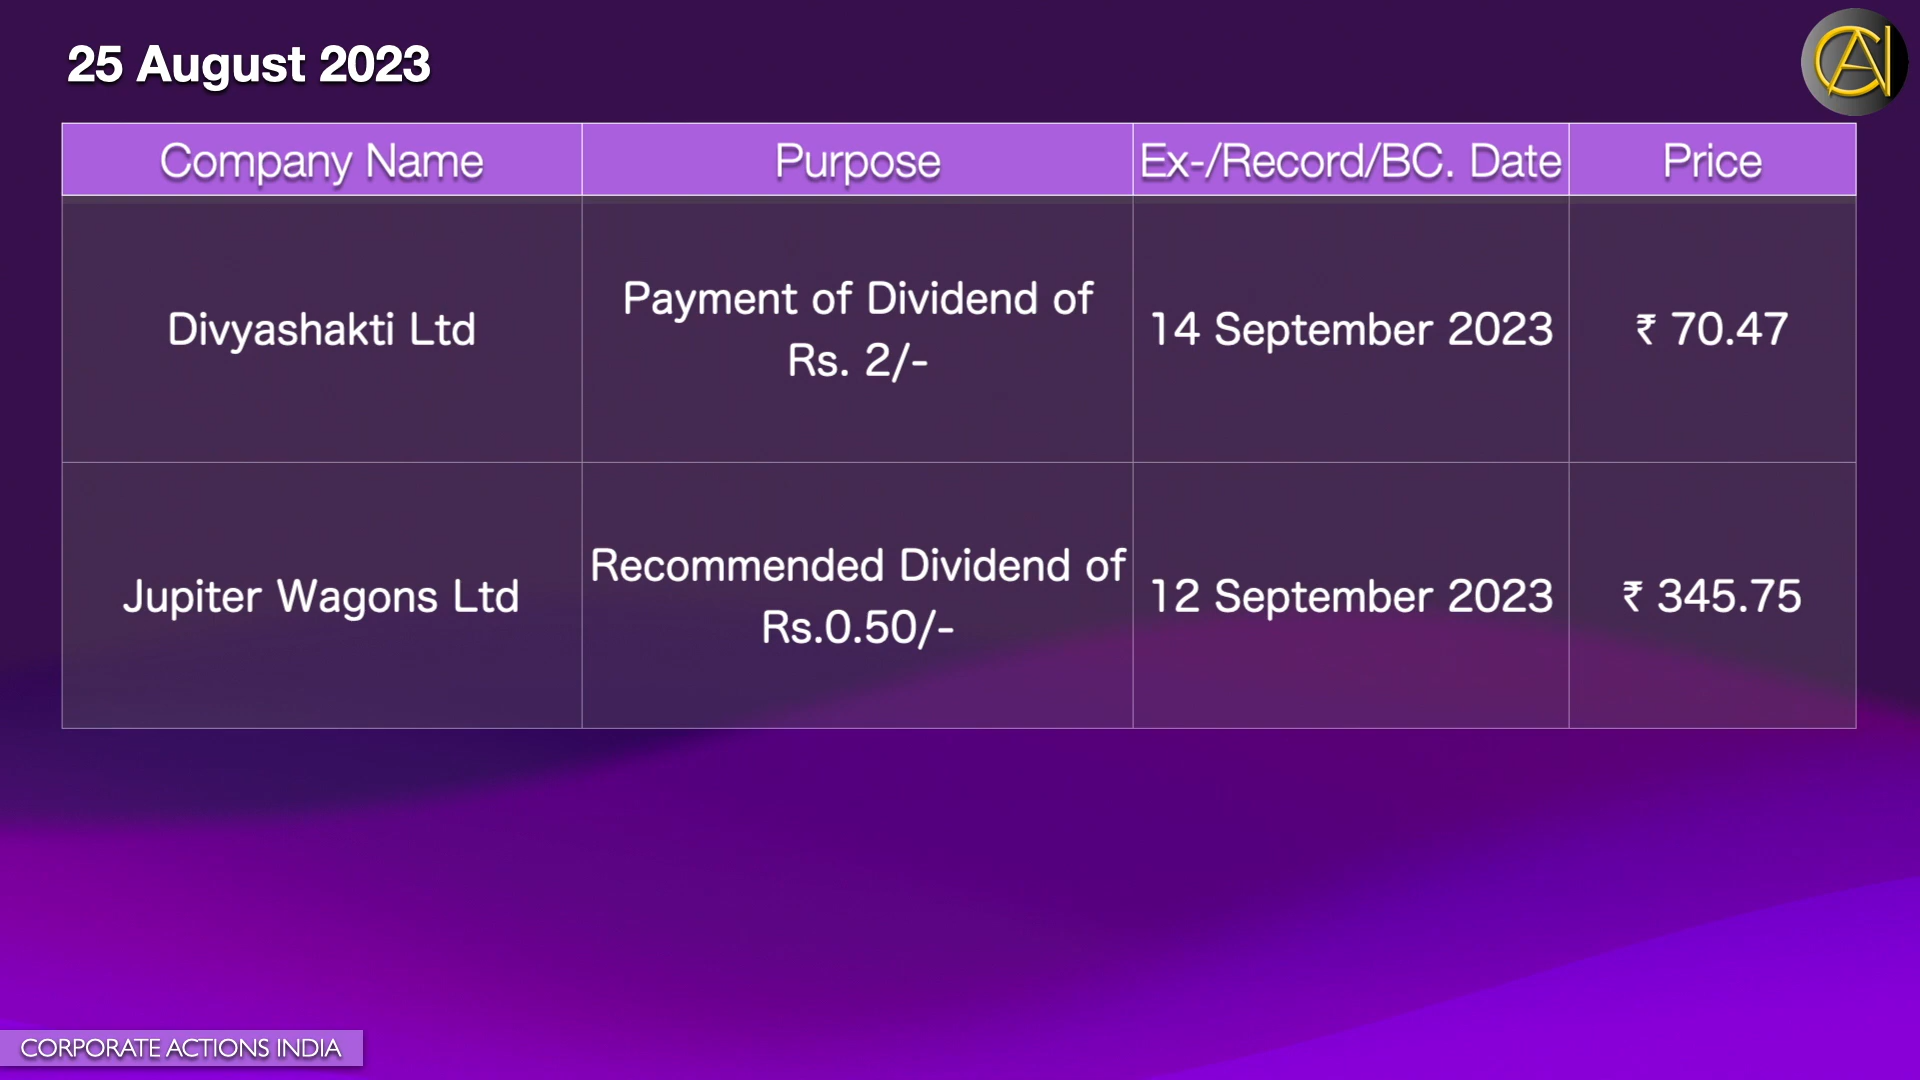 25 August 2023
CAI
Company Name Purpose Ex-/Record/BC. Date Price
Divyashakti Ltd
Payment of Dividend of
Rs. 2/-
14 September 2023
₹ 70.47
Jupiter Wagons Ltd
Recommended Dividend of
Rs.0.50/-
12 September 2023
₹ 345.75
CORPORATE ACTIONS INDIA